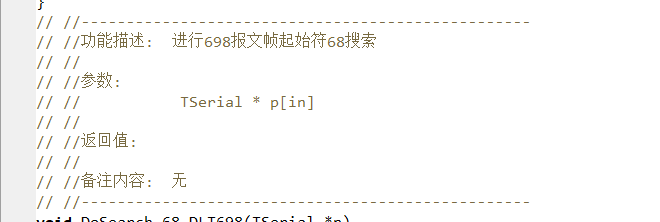 }
// //--------------------------------------------------
// //功能描述： 进行698报文帧起始符68搜索
// //
// //参数:
// // TSerial * p[in]
// //
// //返回值:
// //
// //备注内容： 无
// //--------------------------------------------------
void DoSearch_68_DLT698(TSerial *p)